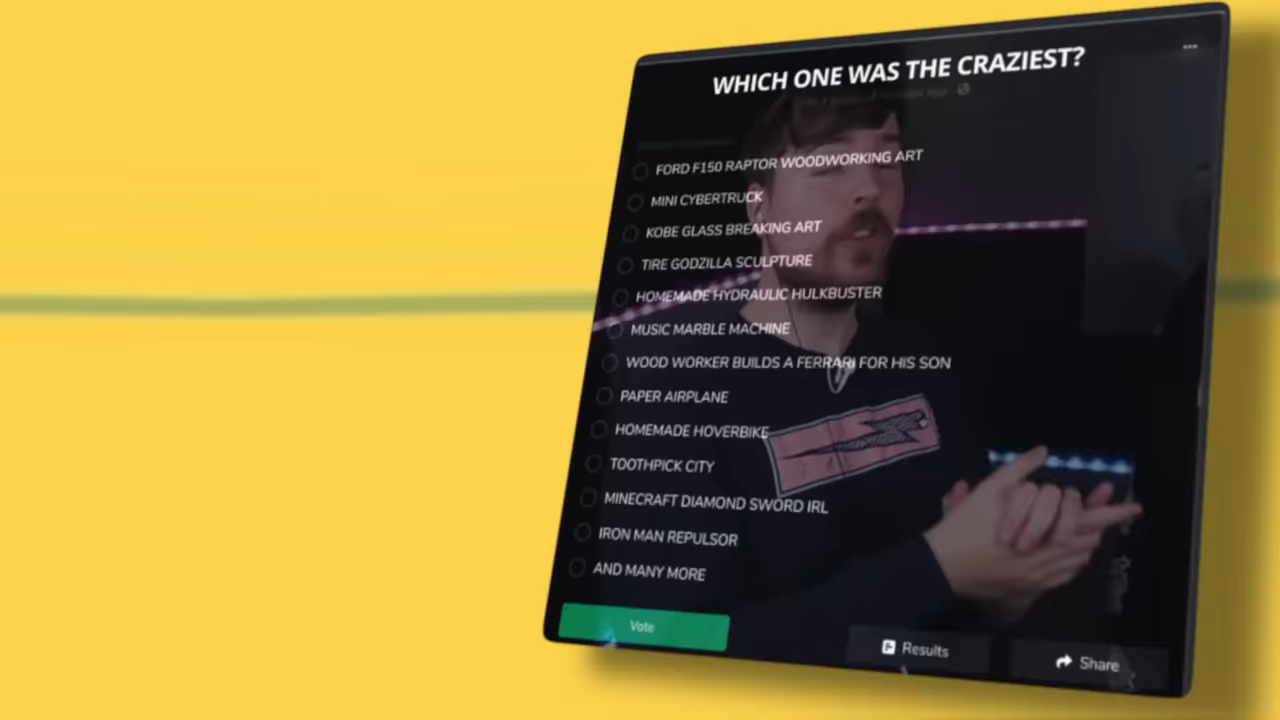 WHICH ONE WAS THE CRAZIEST?
FORD F150 RAPTOR WOODWORKING ART
MINI CYBERTRUCK
KOBE GLASS BREAKING ART
TIRE GODZILLA SCULPTURE
HOMEMADE HYDRAULIC HULKBUSTER
MUSIC MARBLE MACHINE
WOOD WORKER BUILDS A FERRARI FOR HIS SON
PAPER AIRPLANE
HOMEMADE HOVERBIKE
TOOTHPICK CITY
MINECRAFT DIAMOND SWORD IRL
IRON MAN REPULSOR
AND MANY MORE
Vote
Results
Share